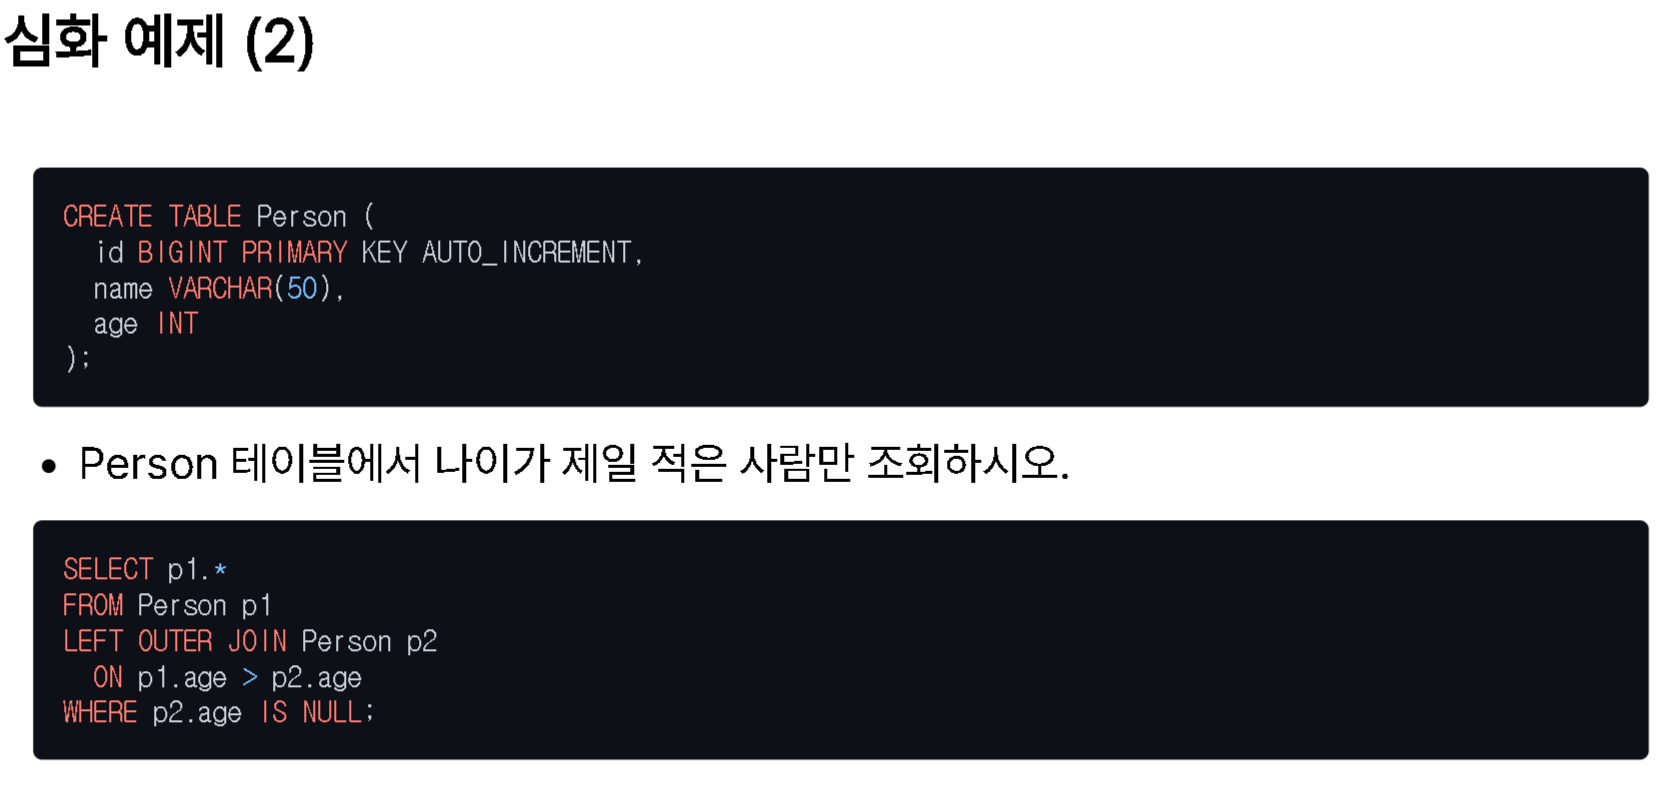 심화 예제 (2)
CREATE TABLE Person (
  id BIGINT PRIMARY KEY AUTO_INCREMENT,
  name VARCHAR(50),
  age INT
);
• Person 테이블에서 나이가 제일 적은 사람만 조회하시오.
SELECT p1.*
FROM Person p1
LEFT OUTER JOIN Person p2
  ON p1.age > p2.age
WHERE p2.age IS NULL;